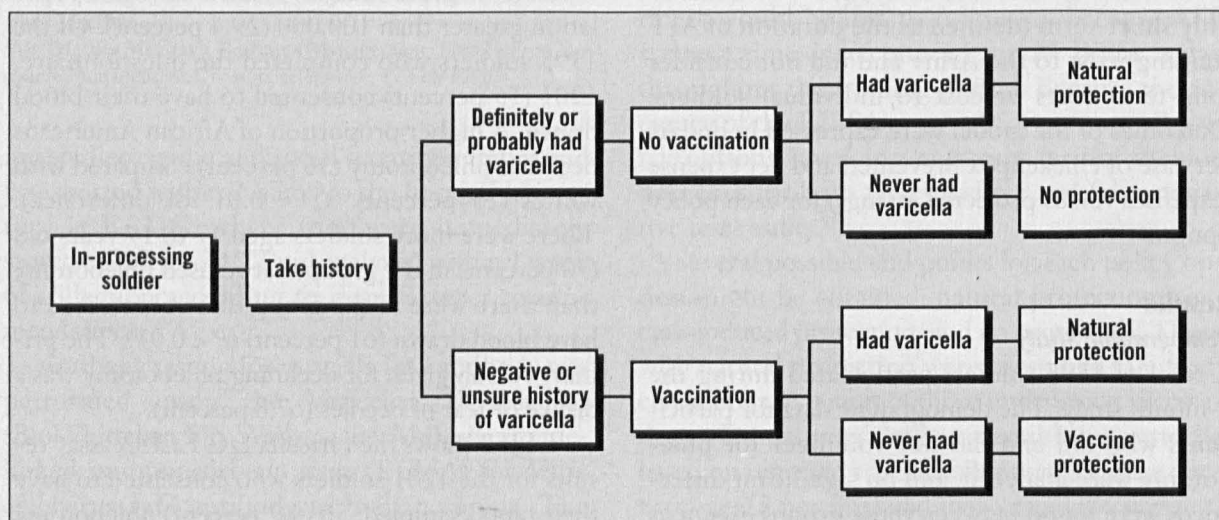 In-processing
soldier
Take history
Definitely or
probably had
varicella
No vaccination
Had varicella
Natural
protection
Never had
varicella
No protection
Negative or
unsure history
of varicella
Vaccination
Had varicella
Natural
protection
Never had
varicella
Vaccine
protection